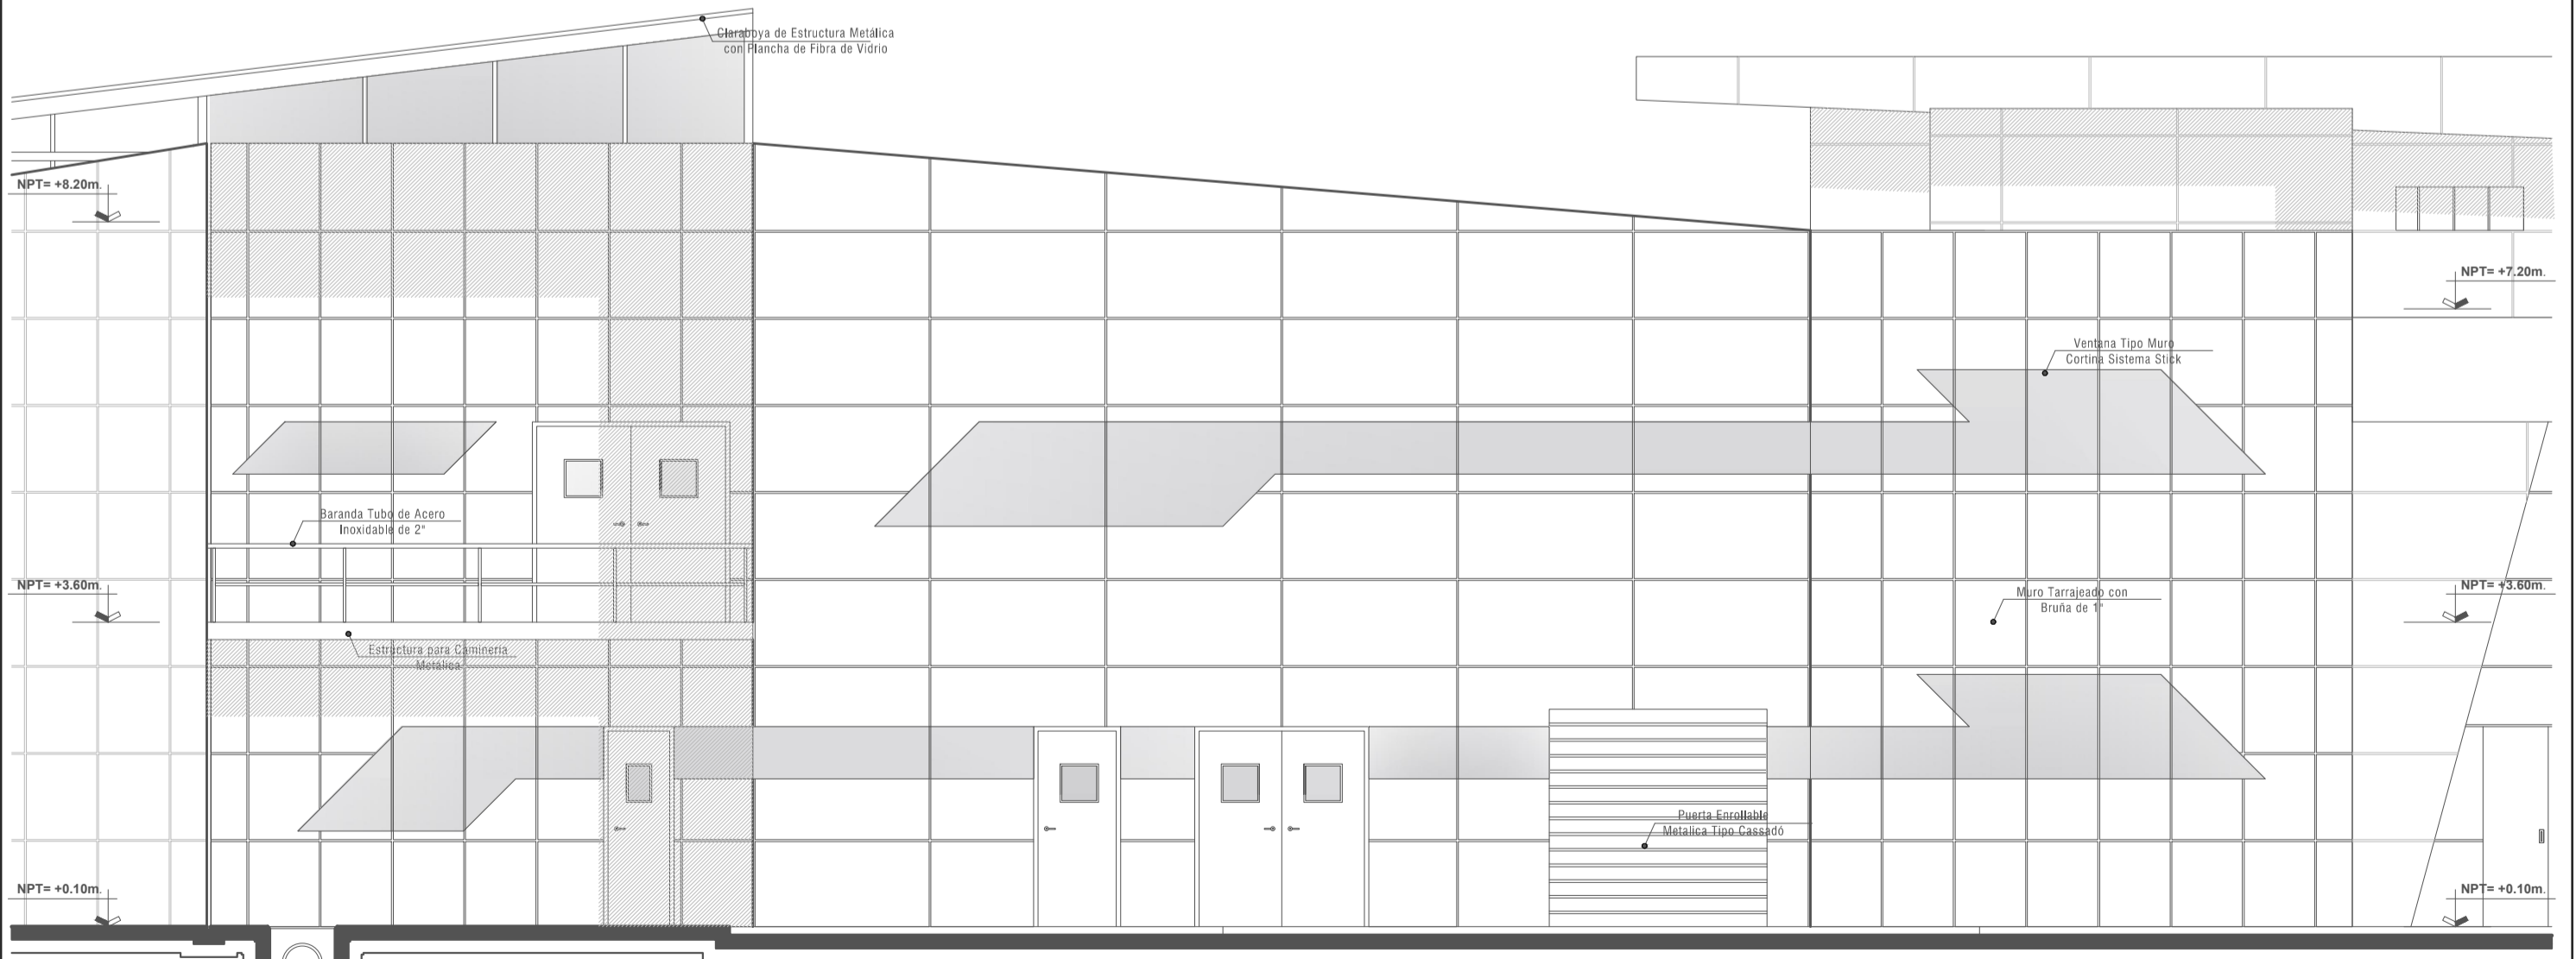 Claraboya de Estructura Metálica
con Plancha de Fibra de Vidrio
NPT= +8.20m.
NPT= +7.20m.
Ventana Tipo Muro
Cortina Sistema Stick
Baranda Tubo de Acero
Inoxidable de 2"
NPT= +3.60m.
NPT= +3.60m.
Muro Tarrajeado con
Bruña de 1"
Estructura para Caminería
Metálica
Puerta Enrollable
Metalica Tipo Cassadó
NPT= +0.10m.
NPT= +0.10m.